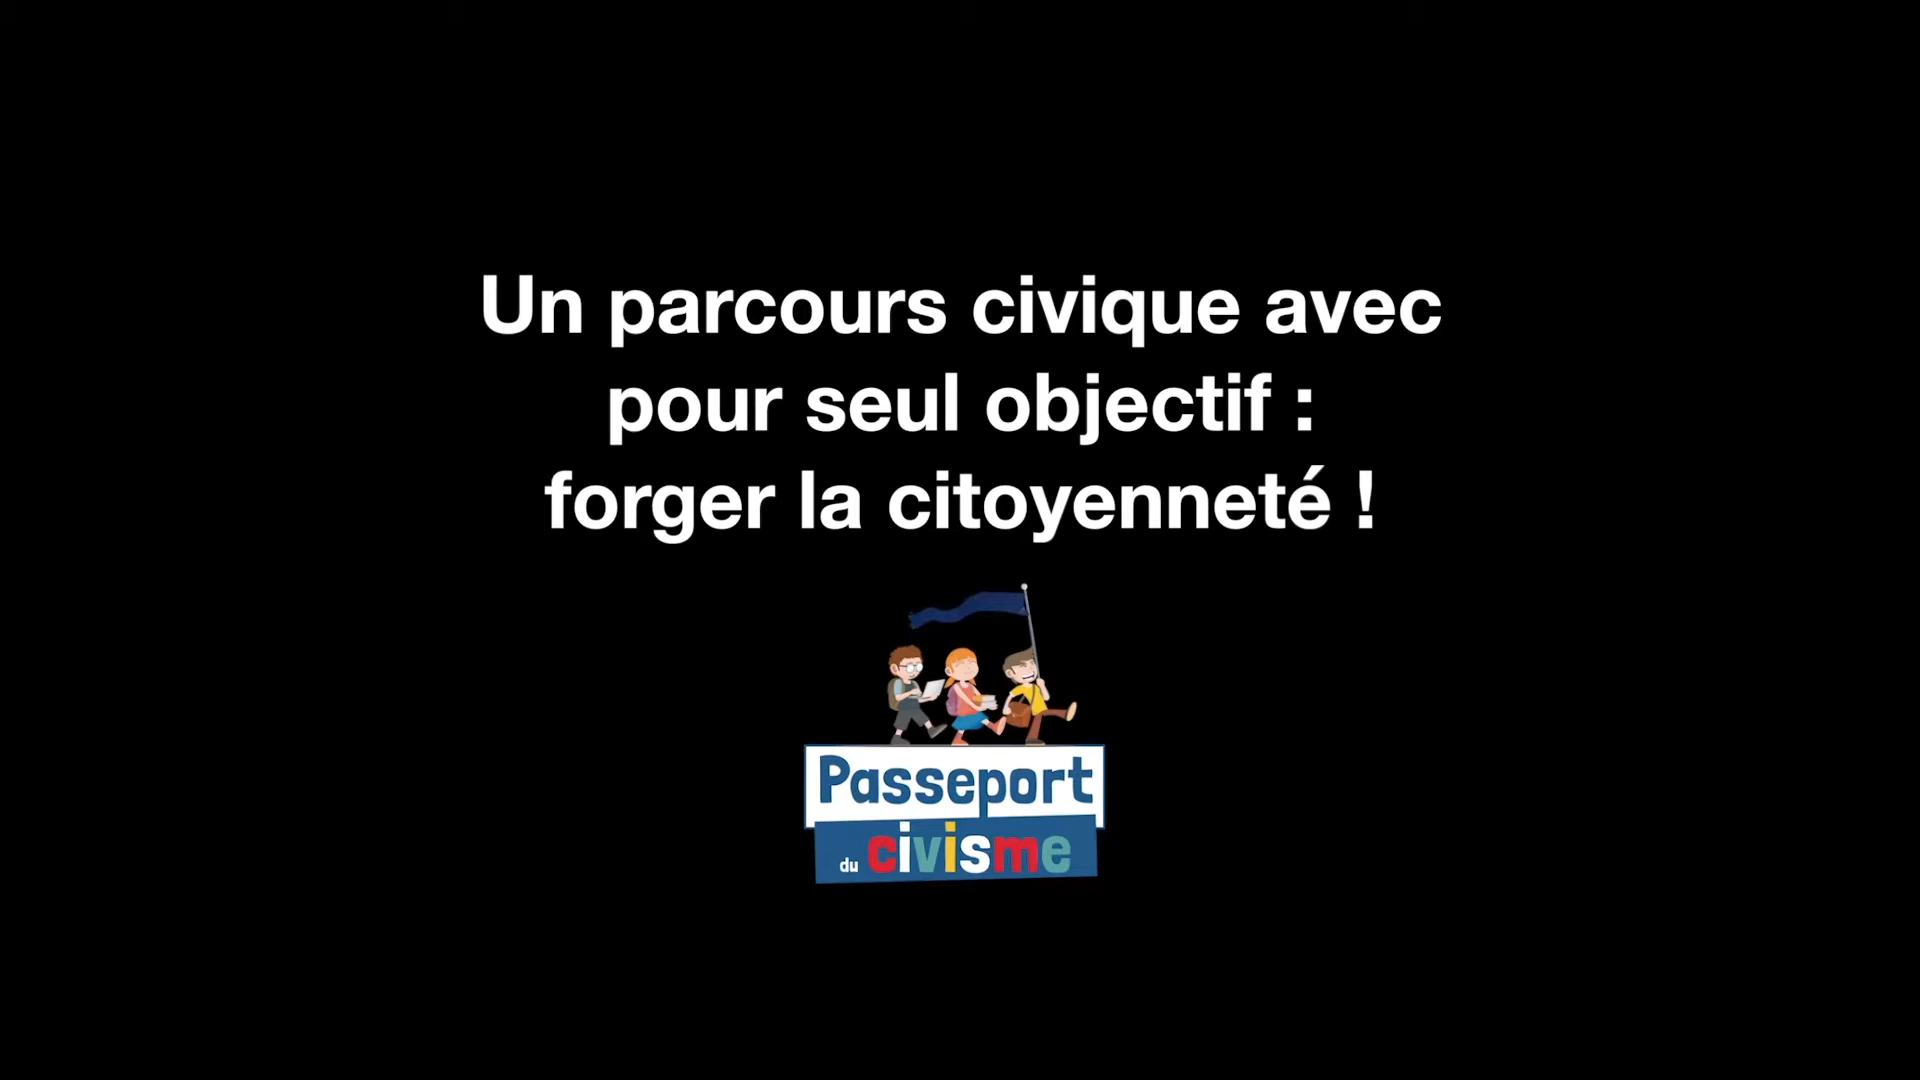 Un parcours civique avec
pour seul objectif :
forger la citoyenneté !
Passeport
du civisme